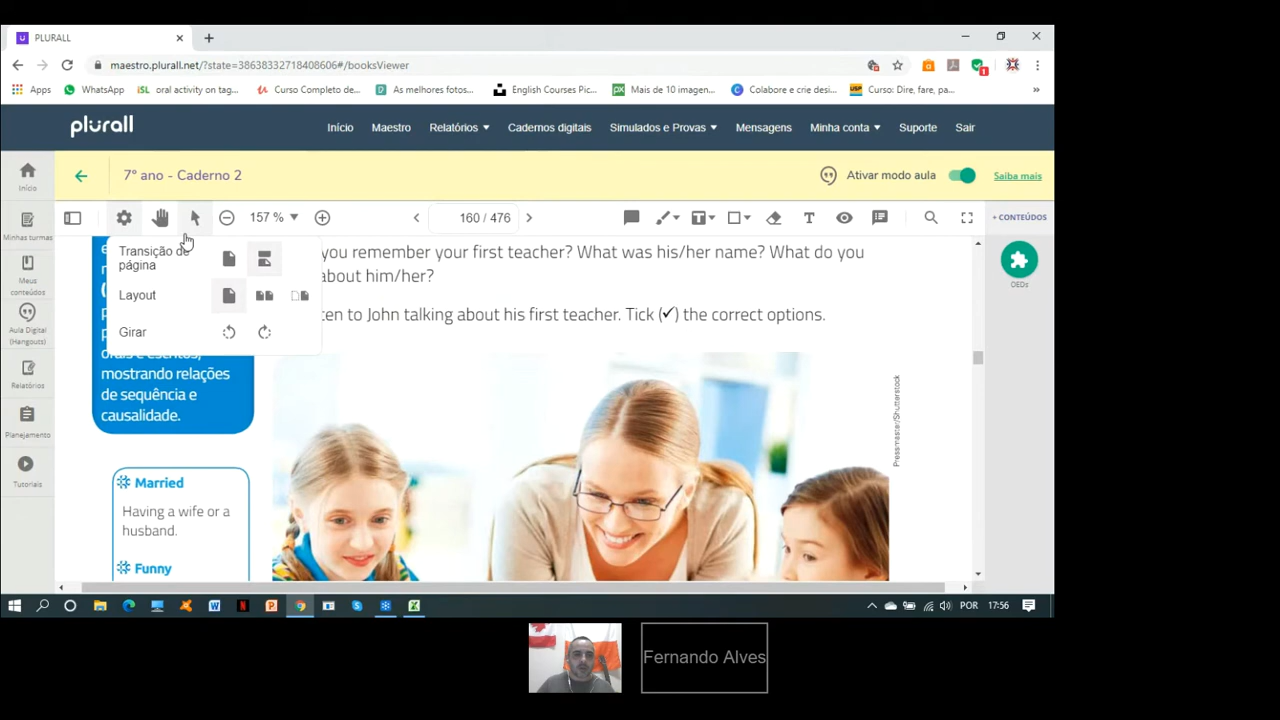 PLURALL
maestro.plurall.net/?state=38638332718408606#/booksViewer
Apps WhatsApp iSL oral activity on tag... Curso Completo de... As melhores fotos... English Courses Pic... Mais de 10 imagen... Colabore e crie desi... Curso: Dire, fare, pa... »
1
plurall Início Maestro Relatórios Cadernos digitais Simulados e Provas Mensagens Minha conta Suporte Sair
Início
7º ano - Caderno 2 Ativar modo aula Saiba mais
Minhas turmas
Meus conteúdos
Aula Digital (Hangouts)
Relatórios
Planejamento
Tutoriais
157 % 160 / 476 T + CONTEÚDOS
OEDs
Transição de
página
Layout
Girar
you remember your first teacher? What was his/her name? What do you
about him/her?
ten to John talking about his first teacher. Tick (✓) the correct options.
orais e escritos,
mostrando relações
de sequência e
causalidade.
Married
Having a wife or a
husband.
Funny
Pressmaster/Shutterstock
POR 17:56
Fernando Alves